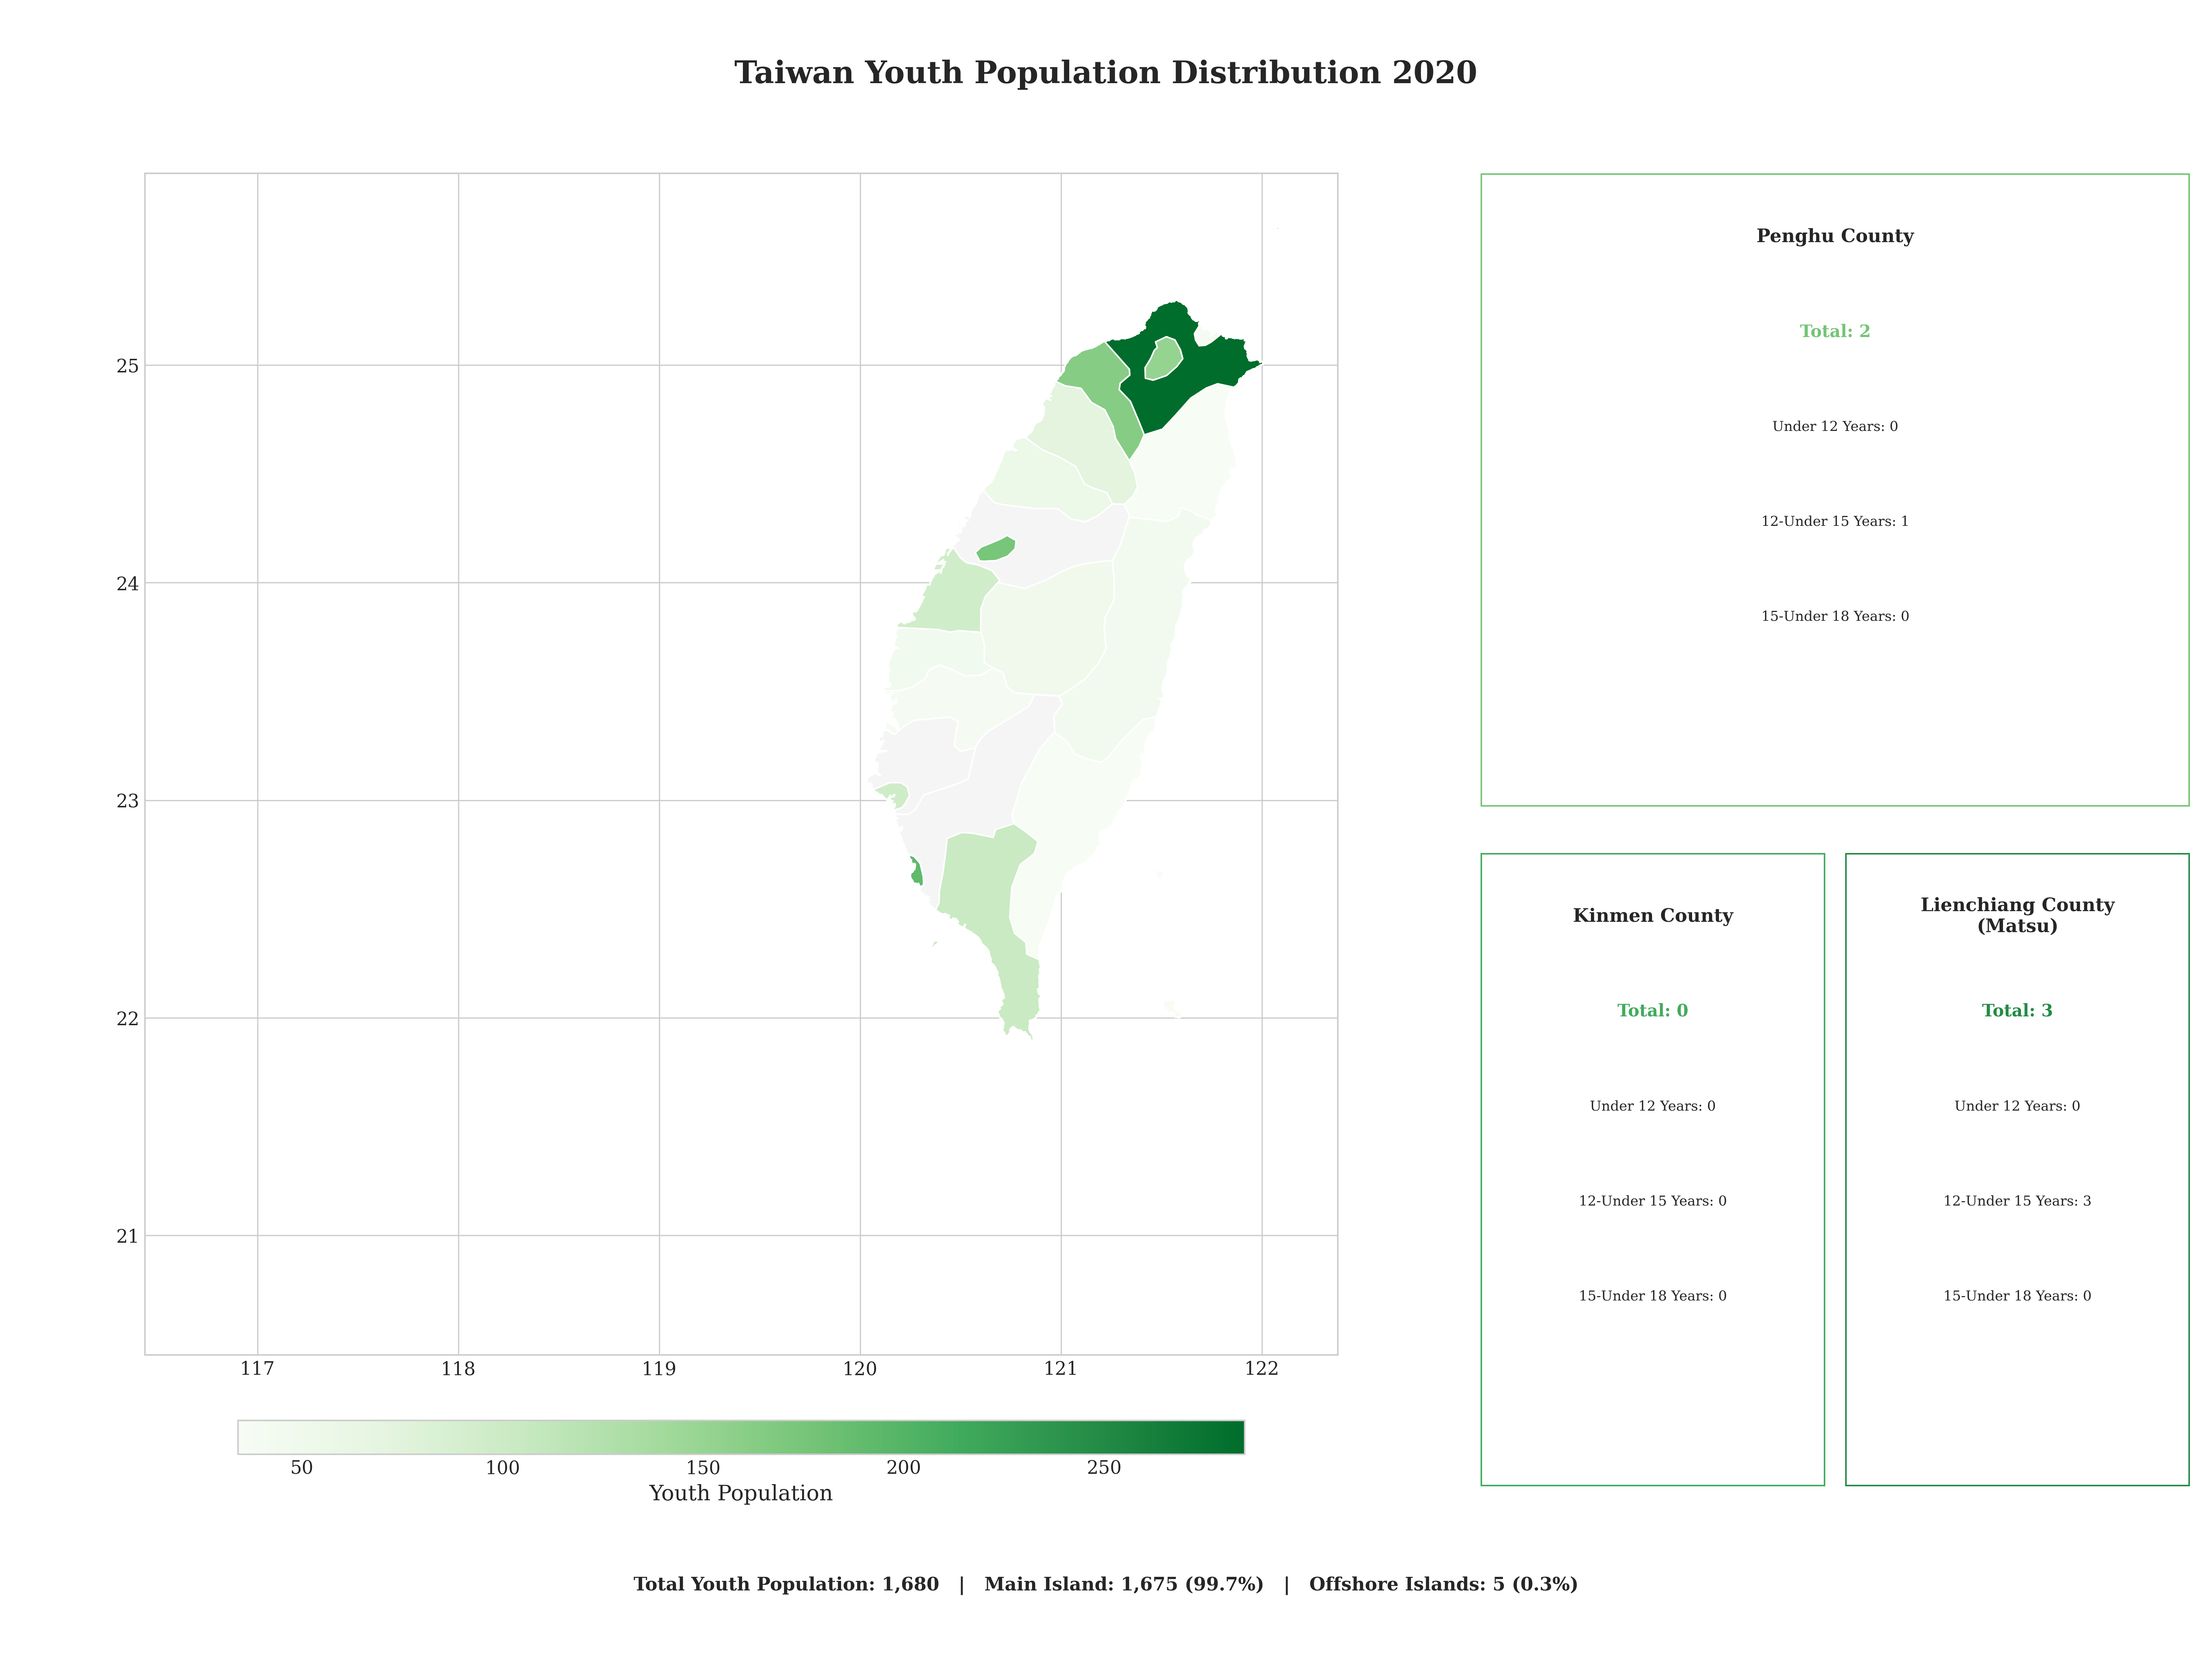 Taiwan Youth Population Distribution 2020
25
24
23
22
21
117 118 119 120 121 122
50 100 150 200 250
Youth Population
Penghu County
Total: 2
Under 12 Years: 0
12-Under 15 Years: 1
15-Under 18 Years: 0
Kinmen County
Total: 0
Under 12 Years: 0
12-Under 15 Years: 0
15-Under 18 Years: 0
Lienchiang County
(Matsu)
Total: 3
Under 12 Years: 0
12-Under 15 Years: 3
15-Under 18 Years: 0
Total Youth Population: 1,680 | Main Island: 1,675 (99.7%) | Offshore Islands: 5 (0.3%)